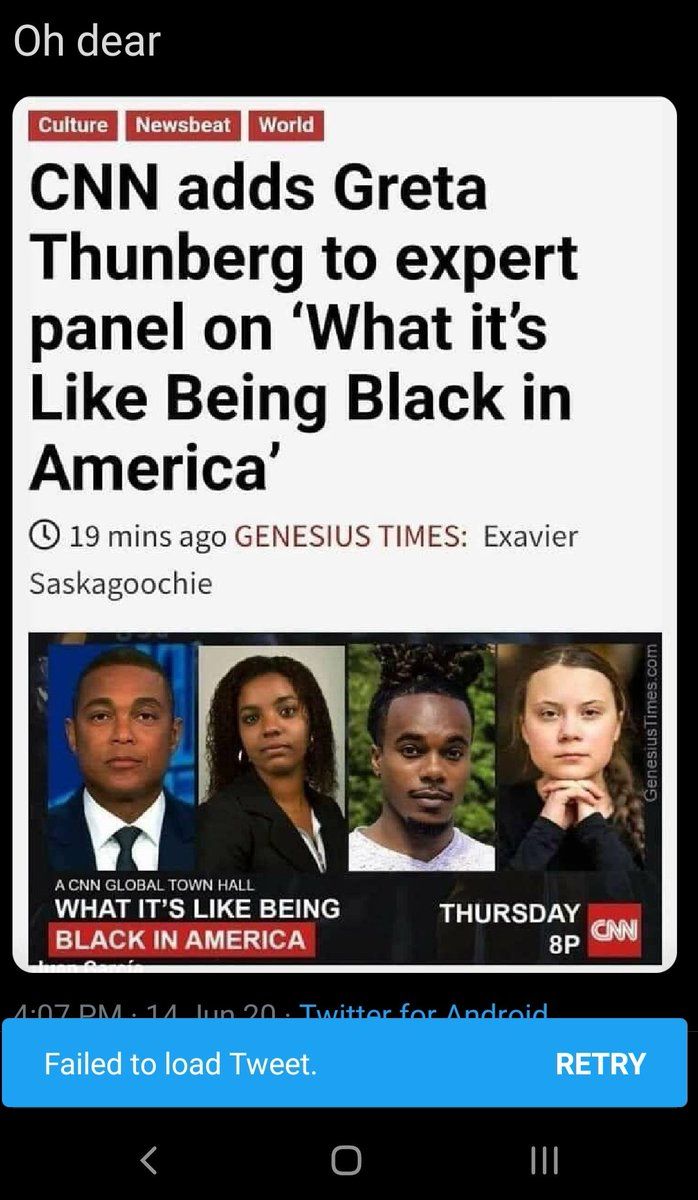 Oh dear
Culture Newsbeat World
CNN adds Greta
Thunberg to expert
panel on ‘What it’s
Like Being Black in
America’
19 mins ago GENESIUS TIMES: Exavier
Saskagoochie
GenesiusTimes.com
A CNN GLOBAL TOWN HALL
WHAT IT'S LIKE BEING
BLACK IN AMERICA
THURSDAY
8P
CNN
4:07 PM · 14 Jun 20 · Twitter for Android
Failed to load Tweet.
RETRY